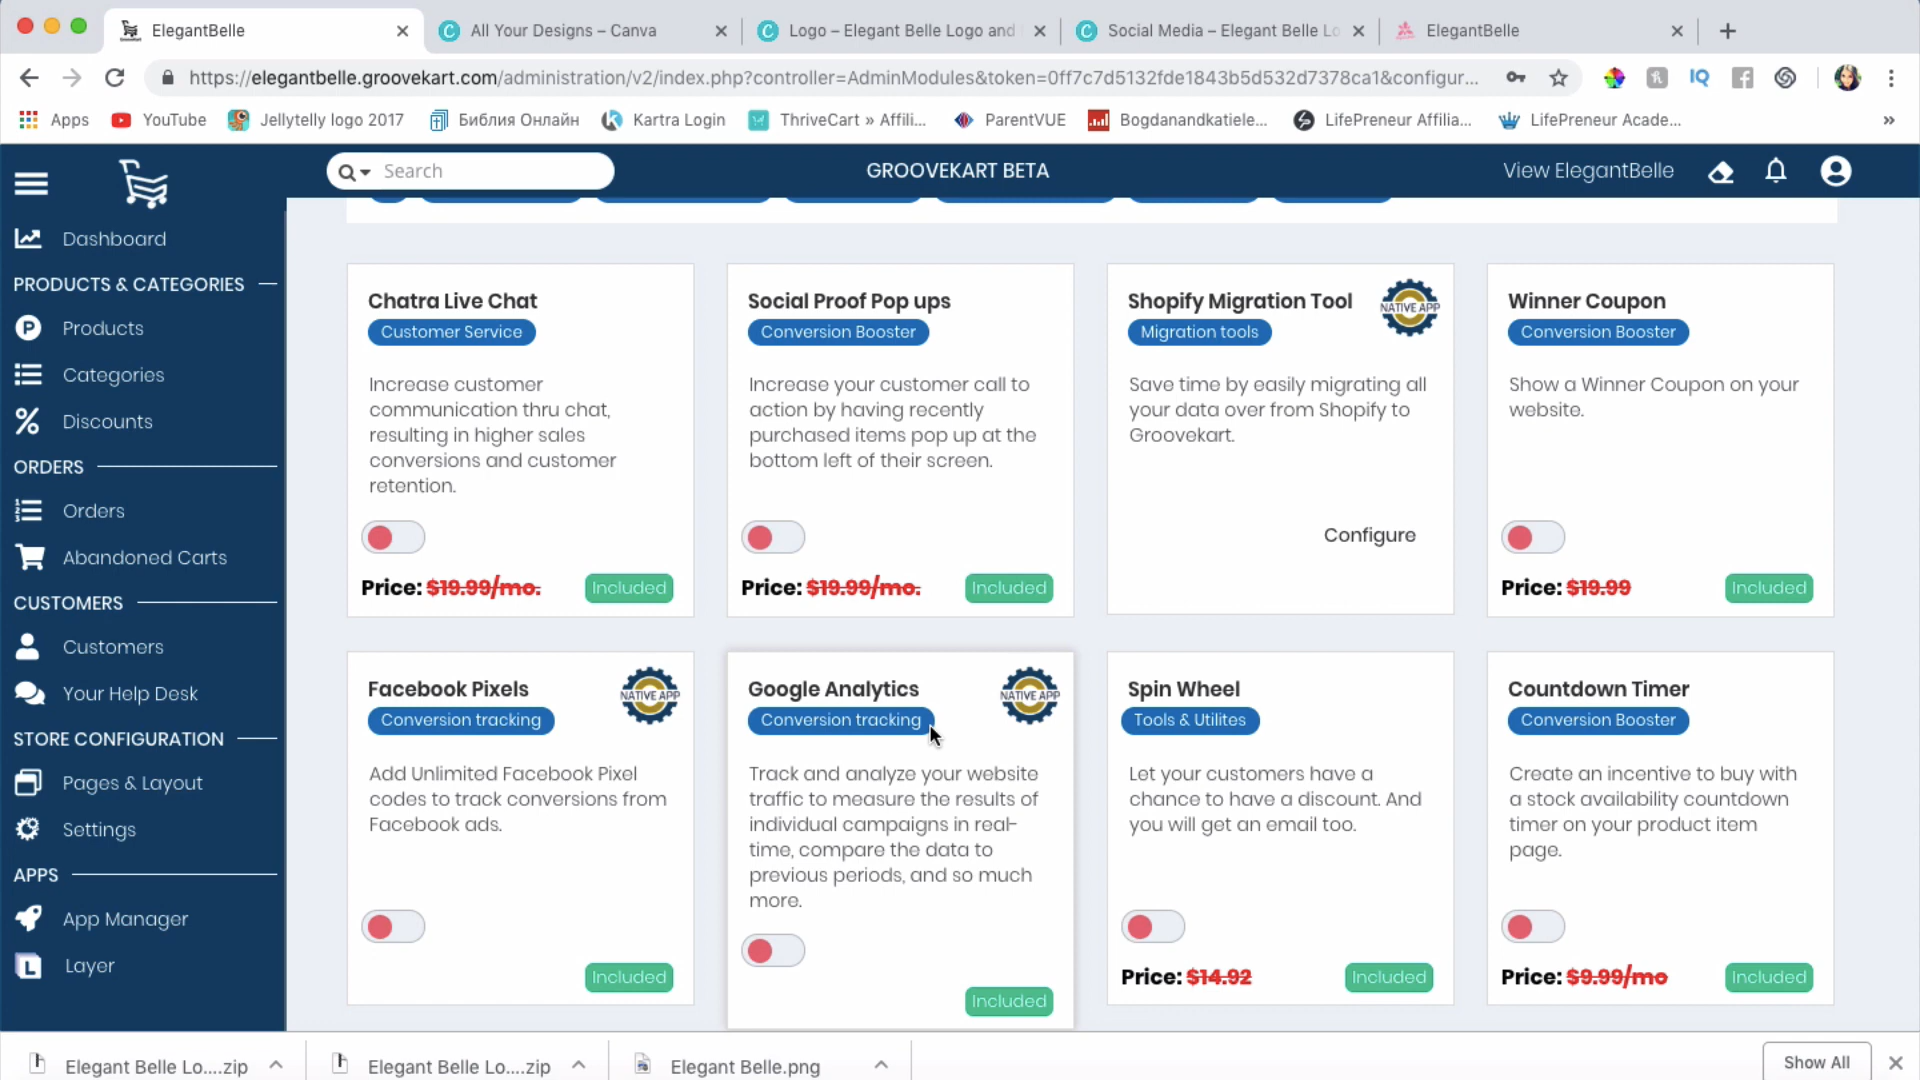 ElegantBelle
All Your Designs – Canva
Logo – Elegant Belle Logo and
Social Media – Elegant Belle Lo
ElegantBelle
https://elegantbelle.groovekart.com/administration/v2/index.php?controller=AdminModules&token=0ff7c7d5132fde1843b5d532d7378ca1&configur...
Apps
YouTube
Jellytelly logo 2017
Библия Онлайн
Kartra Login
ThriveCart » Affili...
ParentVUE
Bogdanandkatiele...
LifePreneur Affilia...
LifePreneur Acade...
Search
GROOVEKART BETA
View ElegantBelle
Dashboard
PRODUCTS & CATEGORIES
Products
Categories
Discounts
ORDERS
Orders
Abandoned Carts
CUSTOMERS
Customers
Your Help Desk
STORE CONFIGURATION
Pages & Layout
Settings
APPS
App Manager
Layer
Chatra Live Chat
Customer Service
Increase customer
communication thru chat,
resulting in higher sales
conversions and customer
retention.
Price: $19.99/mo.
Included
Social Proof Pop ups
Conversion Booster
Increase your customer call to
action by having recently
purchased items pop up at the
bottom left of their screen.
Price: $19.99/mo.
Included
Shopify Migration Tool
NATIVE APP
Migration tools
Save time by easily migrating all
your data over from Shopify to
Groovekart.
Configure
Winner Coupon
Conversion Booster
Show a Winner Coupon on your
website.
Price: $19.99
Included
Facebook Pixels
NATIVE APP
Conversion tracking
Add Unlimited Facebook Pixel
codes to track conversions from
Facebook ads.
Included
Google Analytics
NATIVE APP
Conversion tracking
Track and analyze your website
traffic to measure the results of
individual campaigns in real-
time, compare the data to
previous periods, and so much
more.
Included
Spin Wheel
Tools & Utilites
Let your customers have a
chance to have a discount. And
you will get an email too.
Price: $14.92
Included
Countdown Timer
Conversion Booster
Create an incentive to buy with
a stock availability countdown
timer on your product item
page.
Price: $9.99/mo
Included
Elegant Belle Lo....zip
Elegant Belle Lo....zip
Elegant Belle.png
Show All